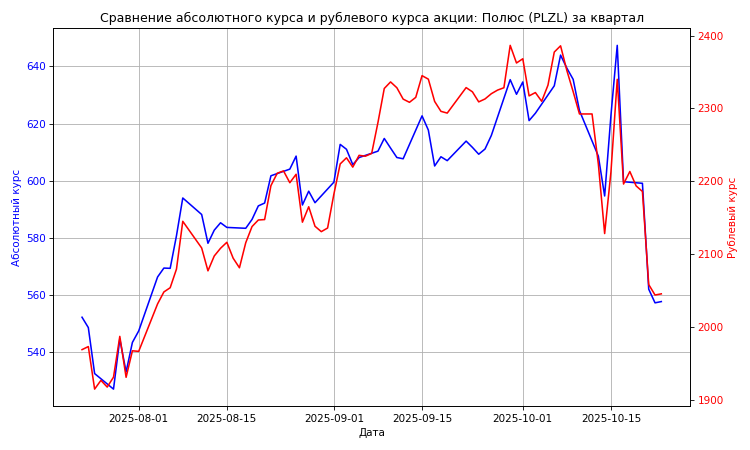 Сравнение абсолютного курса и рублевого курса акции: Полюс (PLZL) за квартал
Абсолютный курс
640
620
600
580
560
540
2400
2300
2200
2100
2000
1900
Рублевый курс
2025-08-01 2025-08-15 2025-09-01 2025-09-15 2025-10-01 2025-10-15
Дата